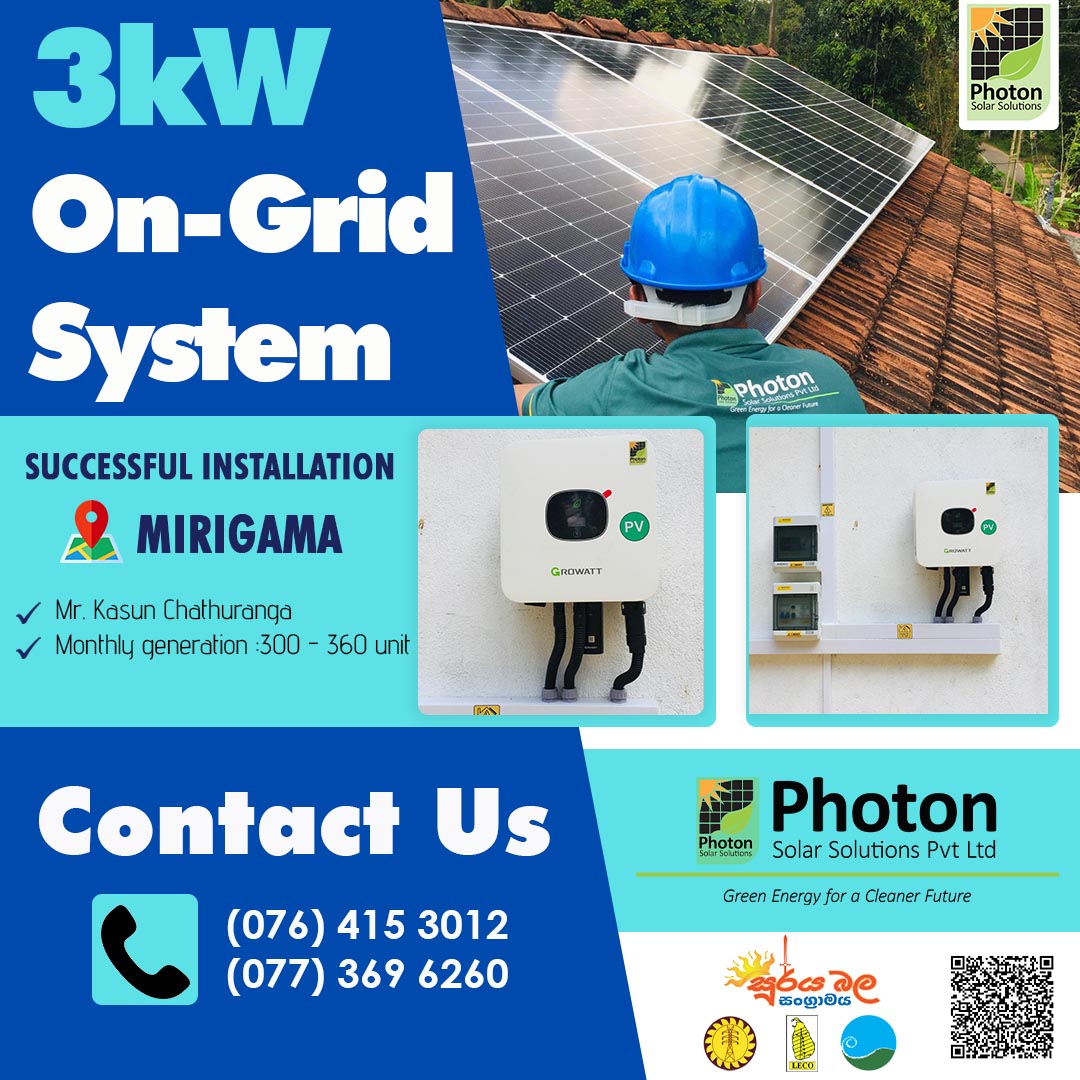 3kW
On-Grid
System
Photon
Solar Solutions
Photon
Solar Solutions Pvt Ltd
Green Energy for a Cleaner Future
SUCCESSFUL INSTALLATION
MIRIGAMA
Mr. Kasun Chathuranga
Monthly generation :300 - 360 unit
Photon
PV
GROWATT
PV
GROWATT
Contact Us
(076) 415 3012
(077) 369 6260
Photon
Solar Solutions
Photon
Solar Solutions Pvt Ltd
Green Energy for a Cleaner Future
සූර්ය බල
සංග්‍රාමය
LECO